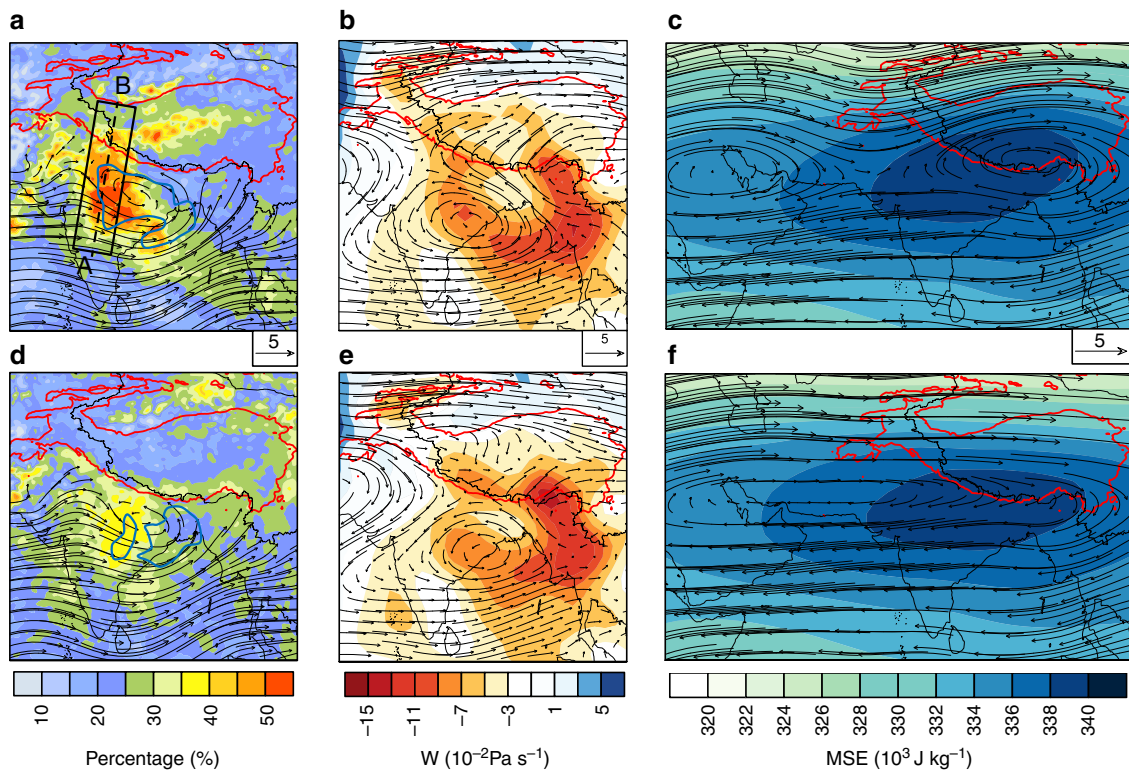 a
b
c
B
A
5
5
5
d
e
f
10
20
30
40
50
Percentage (%)
−15
−11
−7
−3
1
5
W (10⁻²Pa s⁻¹)
320
322
324
326
328
330
332
334
336
338
340
MSE (10³ J kg⁻¹)